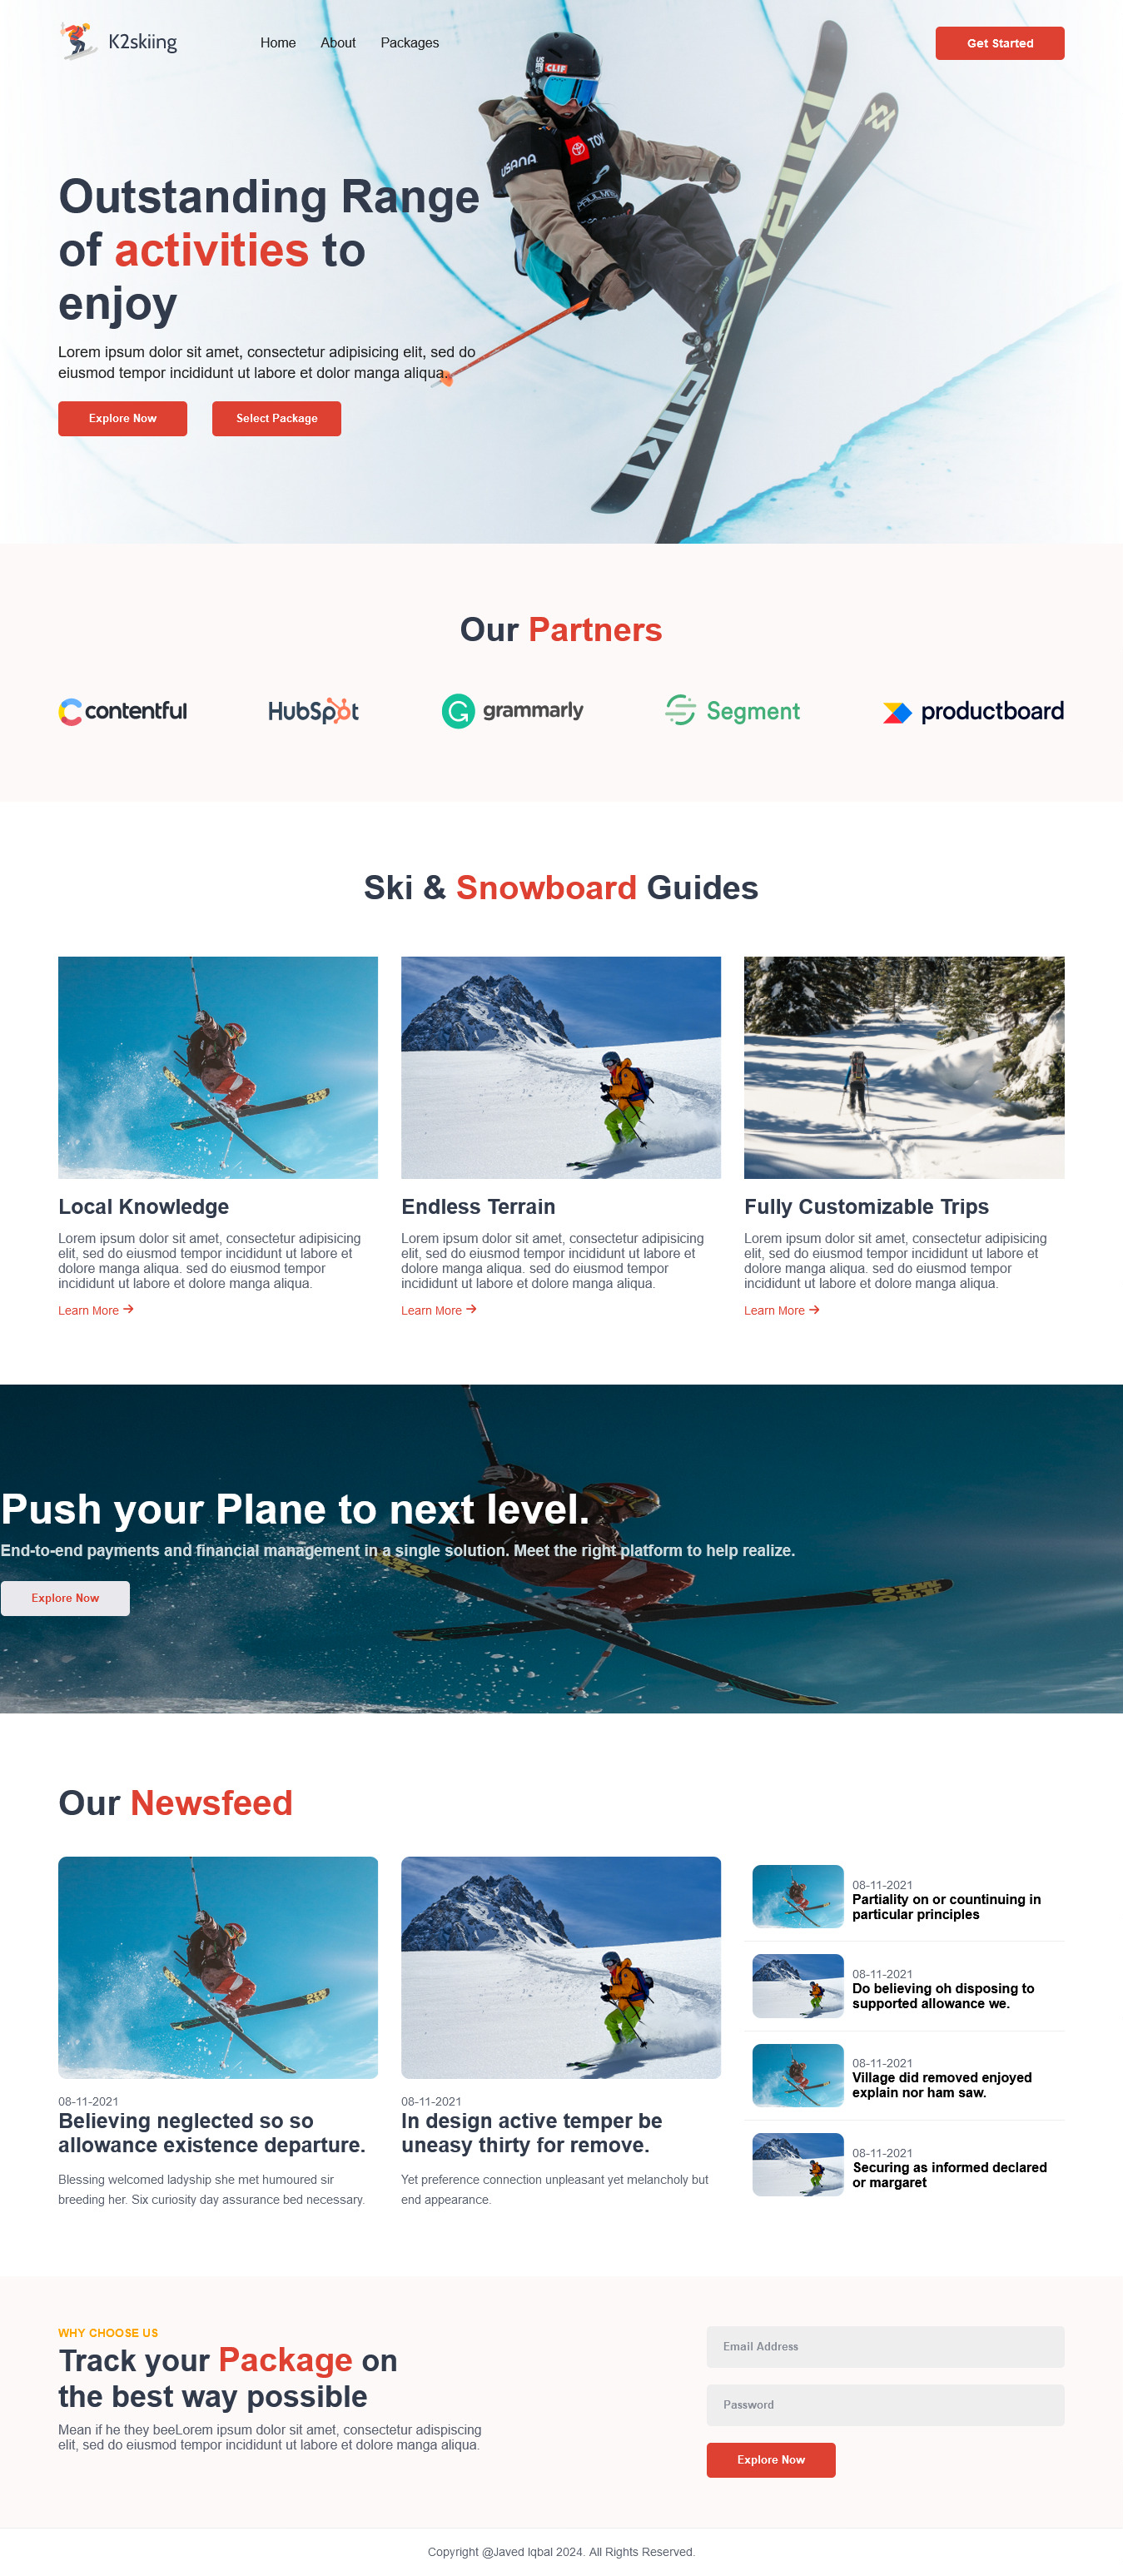 K2skiing
Home About Packages
Get Started
US
CLIF
USANA
TOY
Outstanding Range
of activities to
enjoy
Völkl
Lorem ipsum dolor sit amet, consectetur adipisicing elit, sed do
eiusmod tempor incididunt ut labore et dolor manga aliqua.
Explore Now Select Package
Our Partners
contentful HubSpot grammarly Segment productboard
Ski & Snowboard Guides
Local Knowledge
Lorem ipsum dolor sit amet, consectetur adipisicing
elit, sed do eiusmod tempor incididunt ut labore et
dolore manga aliqua. sed do eiusmod tempor
incididunt ut labore et dolore manga aliqua.
Learn More
Endless Terrain
Lorem ipsum dolor sit amet, consectetur adipisicing
elit, sed do eiusmod tempor incididunt ut labore et
dolore manga aliqua. sed do eiusmod tempor
incididunt ut labore et dolore manga aliqua.
Learn More
Fully Customizable Trips
Lorem ipsum dolor sit amet, consectetur adipisicing
elit, sed do eiusmod tempor incididunt ut labore et
dolore manga aliqua. sed do eiusmod tempor
incididunt ut labore et dolore manga aliqua.
Learn More
Push your Plane to next level.
End-to-end payments and financial management in a single solution. Meet the right platform to help realize.
Explore Now
Our Newsfeed
08-11-2021
Believing neglected so so
allowance existence departure.
Blessing welcomed ladyship she met humoured sir
breeding her. Six curiosity day assurance bed necessary.
08-11-2021
In design active temper be
uneasy thirty for remove.
Yet preference connection unpleasant yet melancholy but
end appearance.
08-11-2021
Partiality on or countinuing in
particular principles
08-11-2021
Do believing oh disposing to
supported allowance we.
08-11-2021
Village did removed enjoyed
explain nor ham saw.
08-11-2021
Securing as informed declared
or margaret
WHY CHOOSE US
Track your Package on
the best way possible
Mean if he they beeLorem ipsum dolor sit amet, consectetur adispiscing
elit, sed do eiusmod tempor incididunt ut labore et dolore manga aliqua.
Email Address
Password
Explore Now
Copyright @Javed Iqbal 2024. All Rights Reserved.